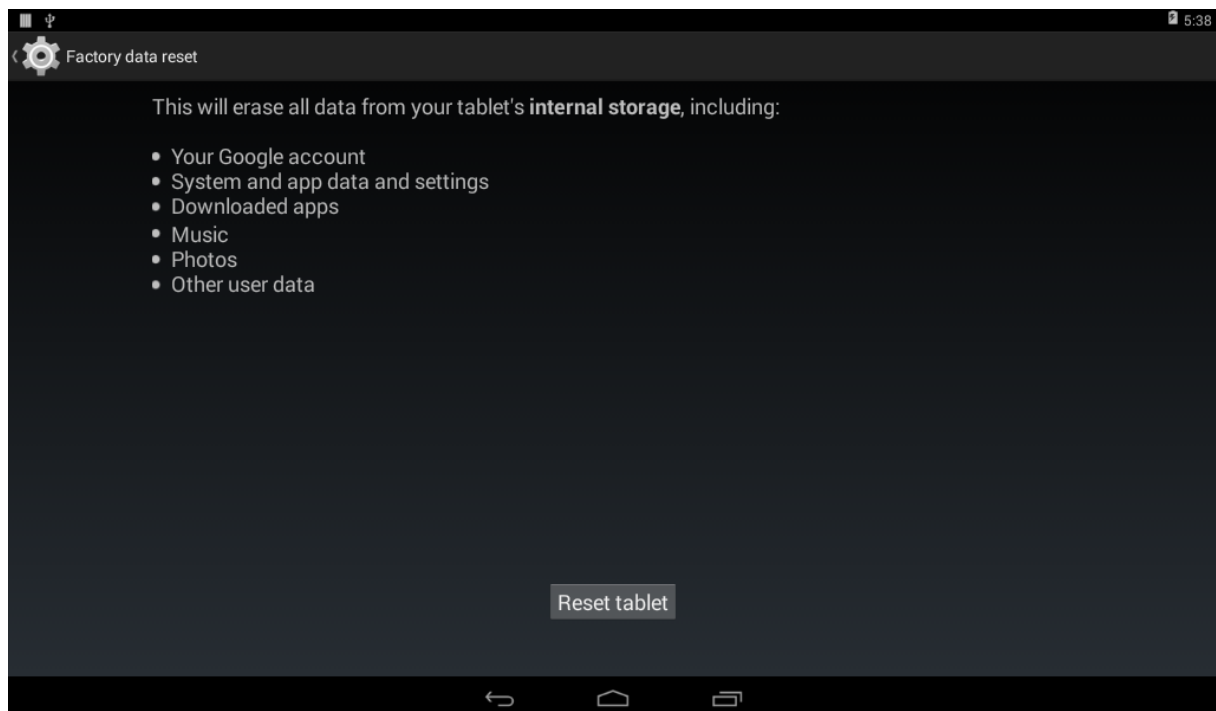 5:38
Factory data reset
This will erase all data from your tablet's internal storage, including:
• Your Google account
• System and app data and settings
• Downloaded apps
• Music
• Photos
• Other user data
Reset tablet